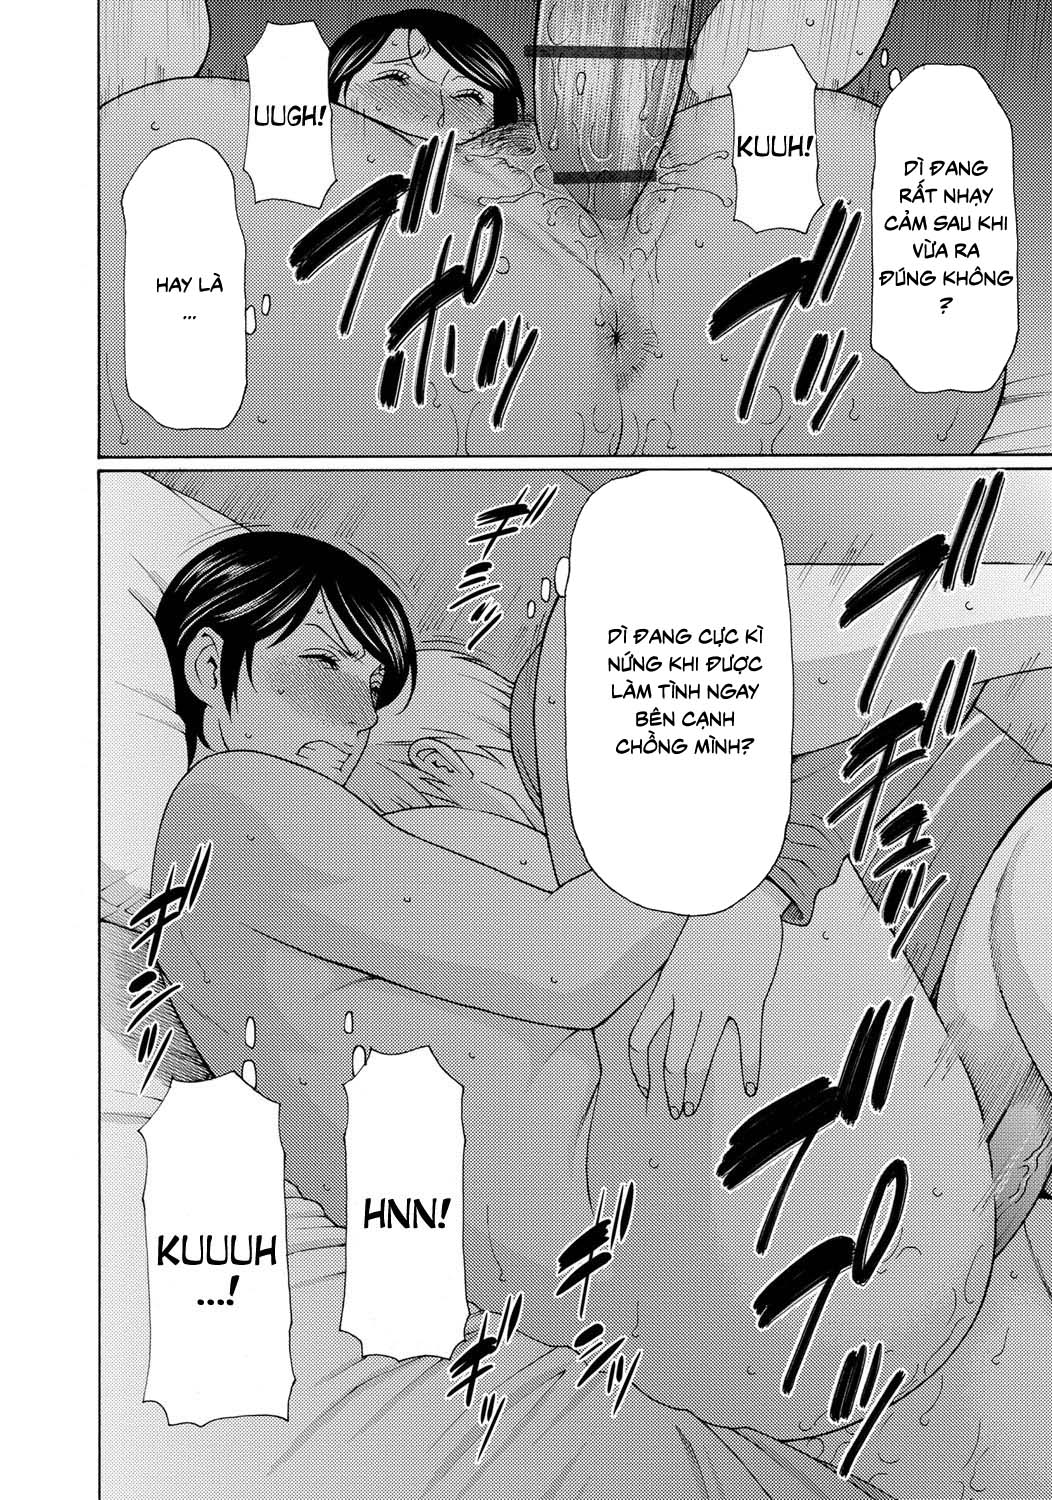 DÌ ĐANG
RẤT NHẠY
CẢM SAU KHI
VỪA RA
ĐÚNG KHÔNG
?
KUUH!
UUGH!
HAY LÀ
...
DÌ ĐANG CỰC KÌ
NỨNG KHI ĐƯỢC
LÀM TÌNH NGAY
BÊN CẠNH
CHỒNG MÌNH?
HNN!
KUUUH
....!